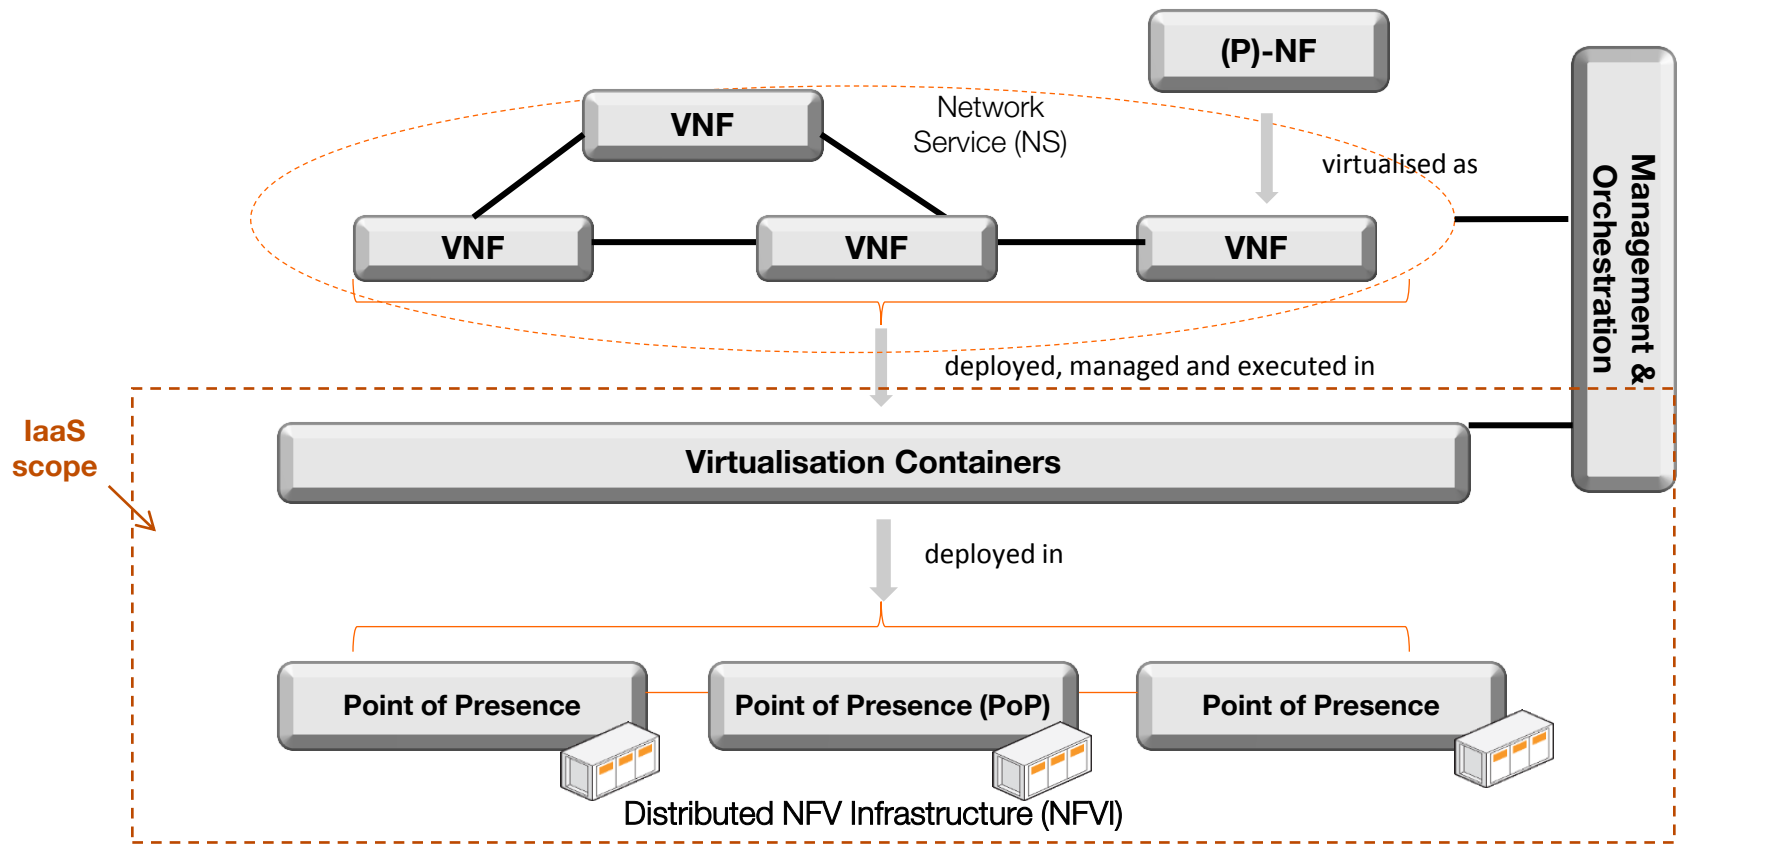 (P)-NF
Network
Service (NS)
VNF
virtualised as
VNF
VNF
VNF
Management &
Orchestration
deployed, managed and executed in
IaaS
scope
Virtualisation Containers
deployed in
Point of Presence
Point of Presence (PoP)
Point of Presence
Distributed NFV Infrastructure (NFVI)